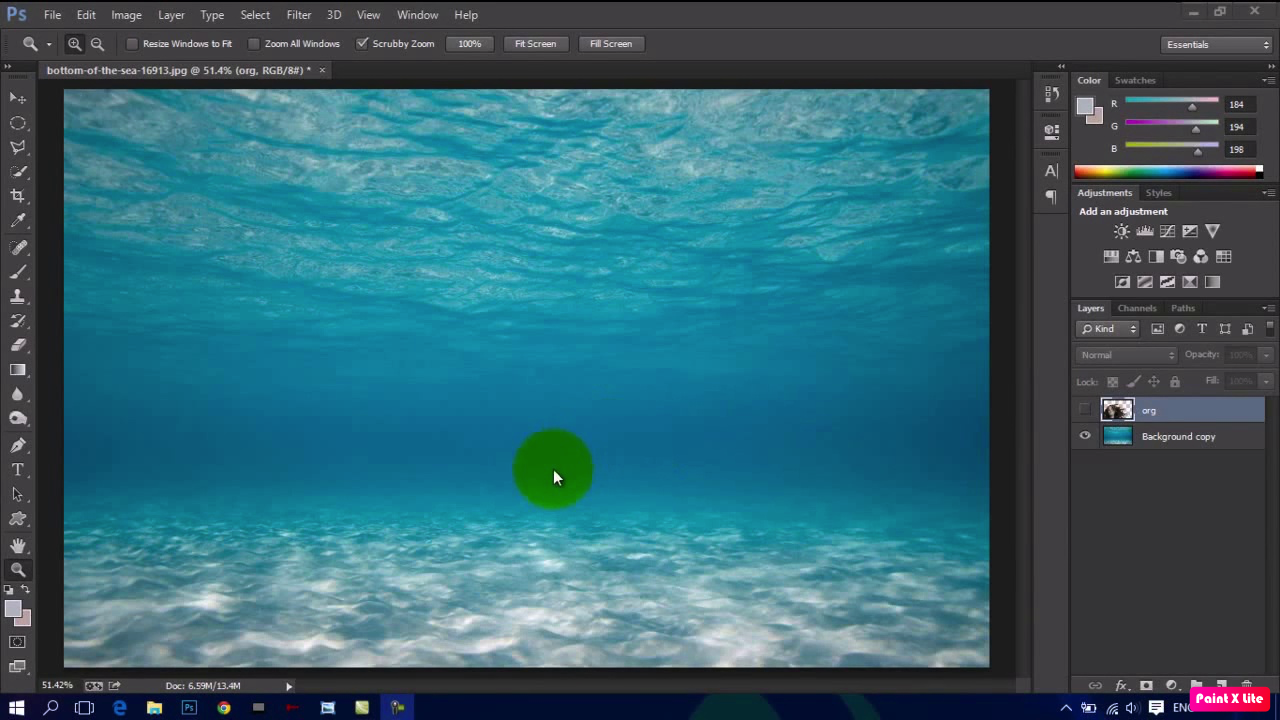 Ps File Edit Image Layer Type Select Filter 3D View Window Help
Resize Windows to Fit Zoom All Windows Scrubby Zoom 100% Fit Screen Fill Screen Essentials
bottom-of-the-sea-16913.jpg @ 51.4% (org, RGB/8#) * ×
Color Swatches
R 184
G 194
B 198
Adjustments Styles
Add an adjustment
Layers Channels Paths
Kind
Normal Opacity: 100%
Lock: Fill: 100%
org
Background copy
51.42% Doc: 6.59M/13.4M
Paint X Lite
Ps ENG